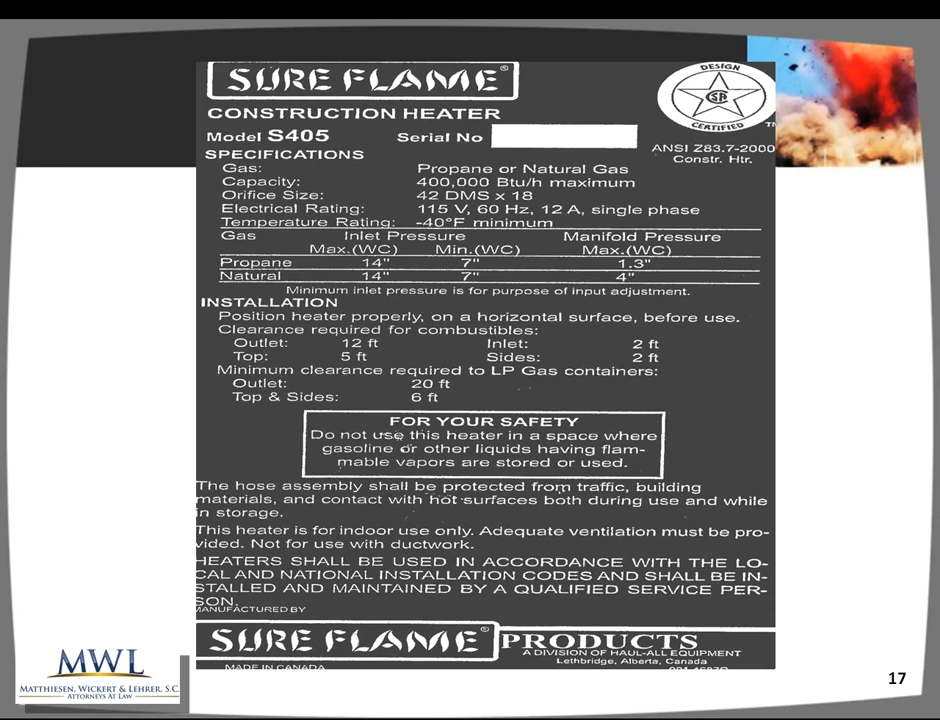 SURE FLAME®
DESIGN
CSA
CERTIFIED
TM
CONSTRUCTION HEATER
Model S405 Serial No
ANSI Z83.7-2000
Constr. Htr.
SPECIFICATIONS
Gas: Propane or Natural Gas
Capacity: 400,000 Btu/h maximum
Orifice Size: 42 DMS x 18
Electrical Rating: 115 V, 60 Hz, 12 A, single phase
Temperature Rating: -40°F minimum
Gas Inlet Pressure Manifold Pressure
Max.(WC) Min.(WC) Max.(WC)
Propane 14" 7" 1.3"
Natural 14" 7" 4"
Minimum inlet pressure is for purpose of input adjustment.
INSTALLATION
Position heater properly, on a horizontal surface, before use.
Clearance required for combustibles:
Outlet: 12 ft Inlet: 2 ft
Top: 5 ft Sides: 2 ft
Minimum clearance required to LP Gas containers:
Outlet: 20 ft
Top & Sides: 6 ft
FOR YOUR SAFETY
Do not use this heater in a space where
gasoline or other liquids having flam-
mable vapors are stored or used.
The hose assembly shall be protected from traffic, building
materials, and contact with hot surfaces both during use and while
in storage.
This heater is for indoor use only. Adequate ventilation must be pro-
vided. Not for use with ductwork.
HEATERS SHALL BE USED IN ACCORDANCE WITH THE LO-
CAL AND NATIONAL INSTALLATION CODES AND SHALL BE IN-
STALLED AND MAINTAINED BY A QUALIFIED SERVICE PER-
SON.
MANUFACTURED BY
SURE FLAME® PRODUCTS
A DIVISION OF HAUL-ALL EQUIPMENT
Lethbridge, Alberta, Canada
MADE IN CANADA
MWL
MATTHIESEN, WICKERT & LEHRER, S.C.
ATTORNEYS AT LAW
17